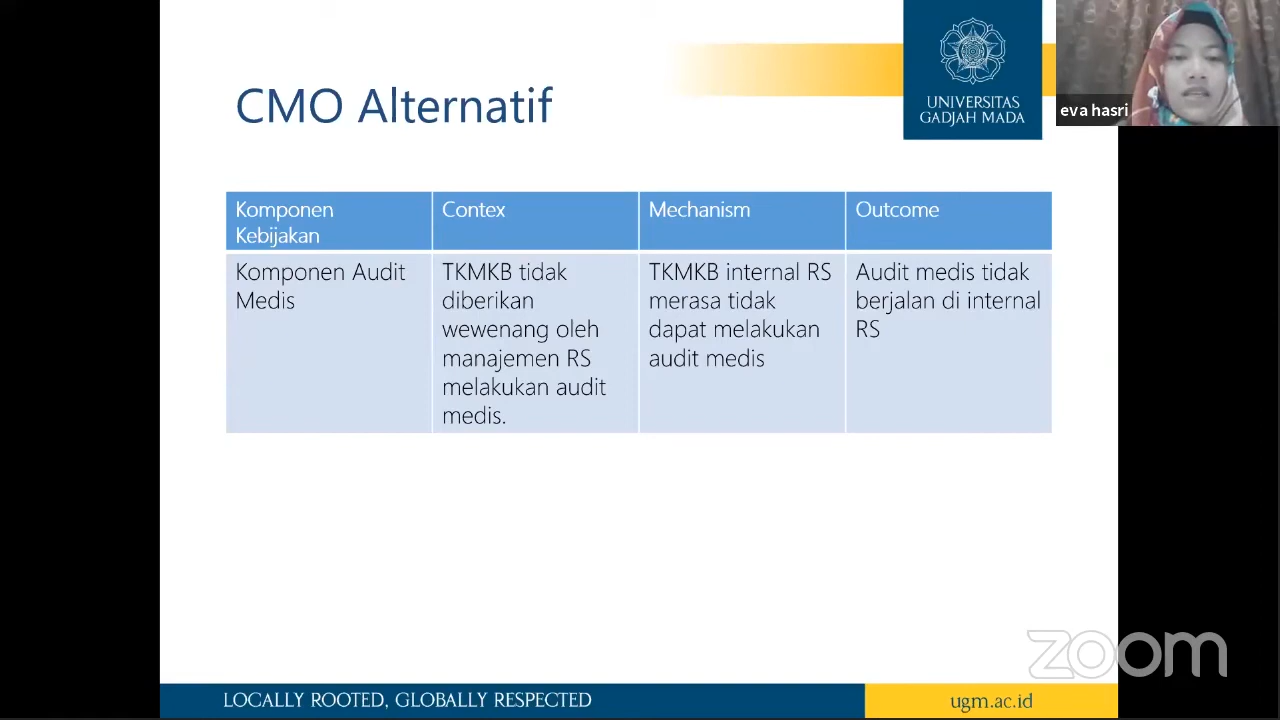 CMO Alternatif
UNIVERSITAS
GADJAH MADA
eva hasri
Komponen
Kebijakan
Contex
Mechanism
Outcome
Komponen Audit
Medis
TKMKB tidak
diberikan
wewenang oleh
manajemen RS
melakukan audit
medis.
TKMKB internal RS
merasa tidak
dapat melakukan
audit medis
Audit medis tidak
berjalan di internal
RS
zoom
LOCALLY ROOTED, GLOBALLY RESPECTED
ugm.ac.id